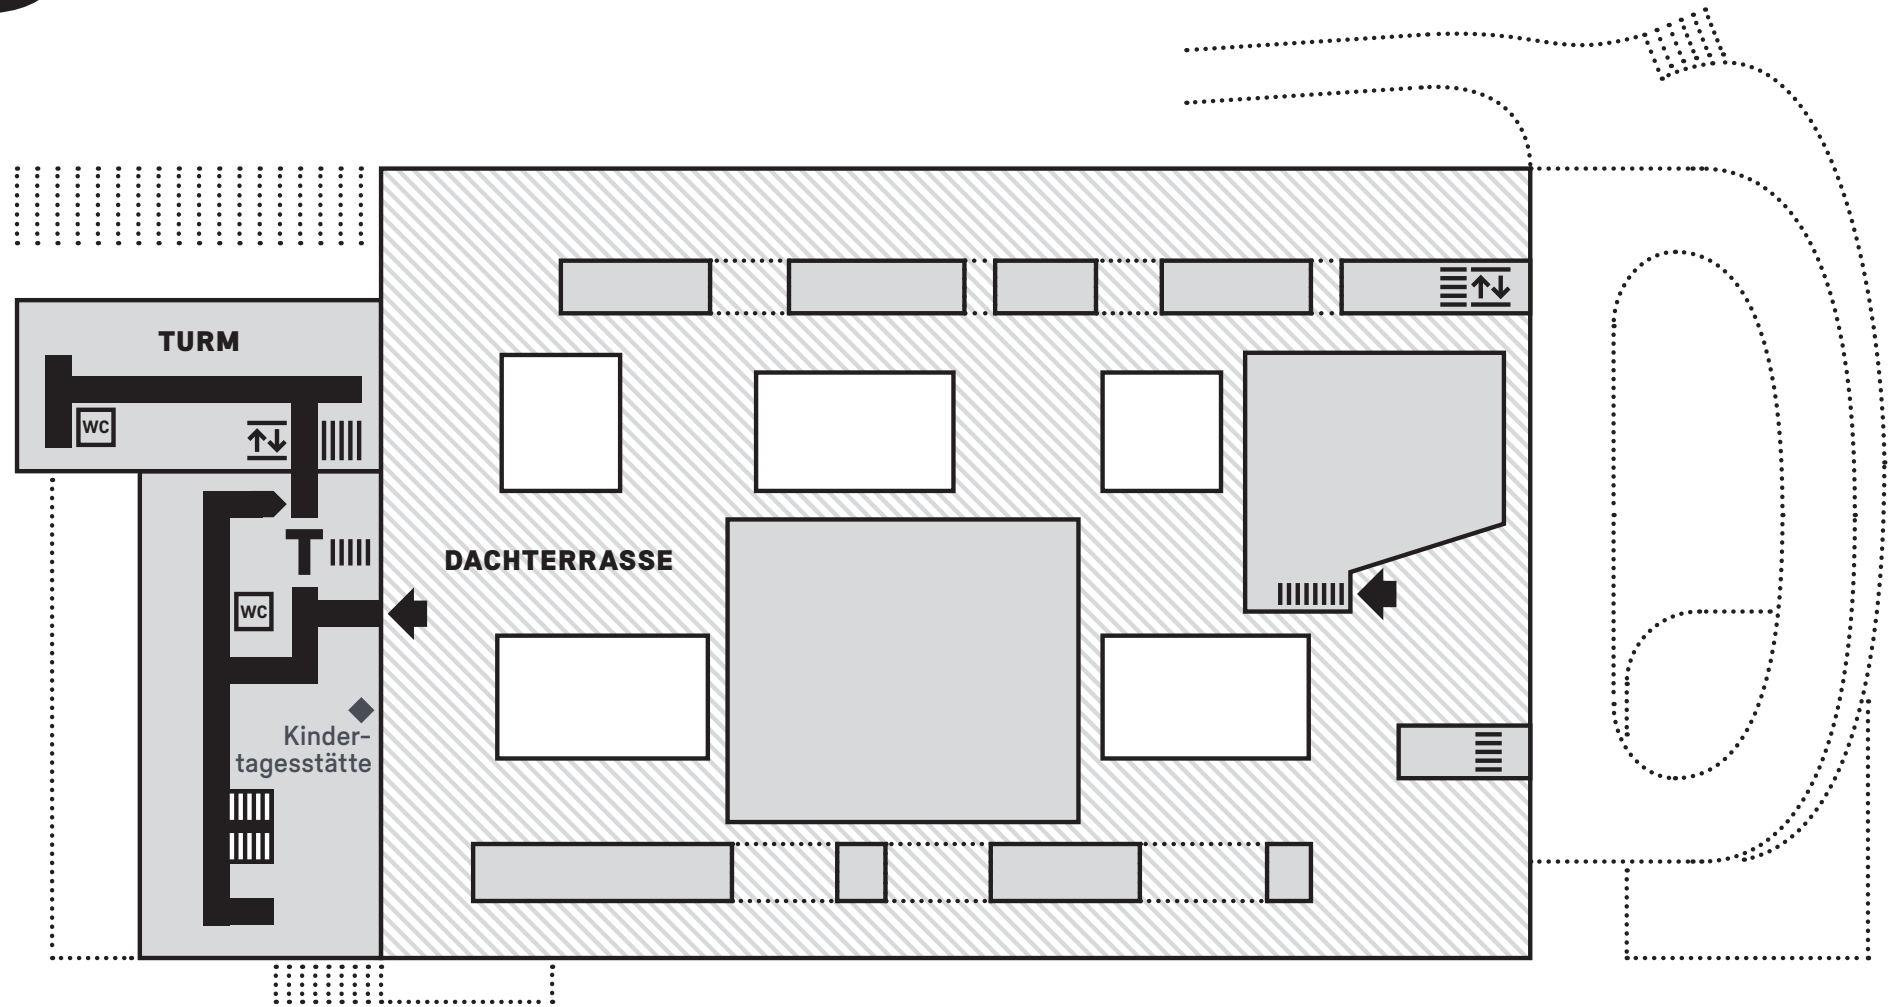 TURM
WC
T
DACHTERRASSE
WC
Kinder-
tagesstätte